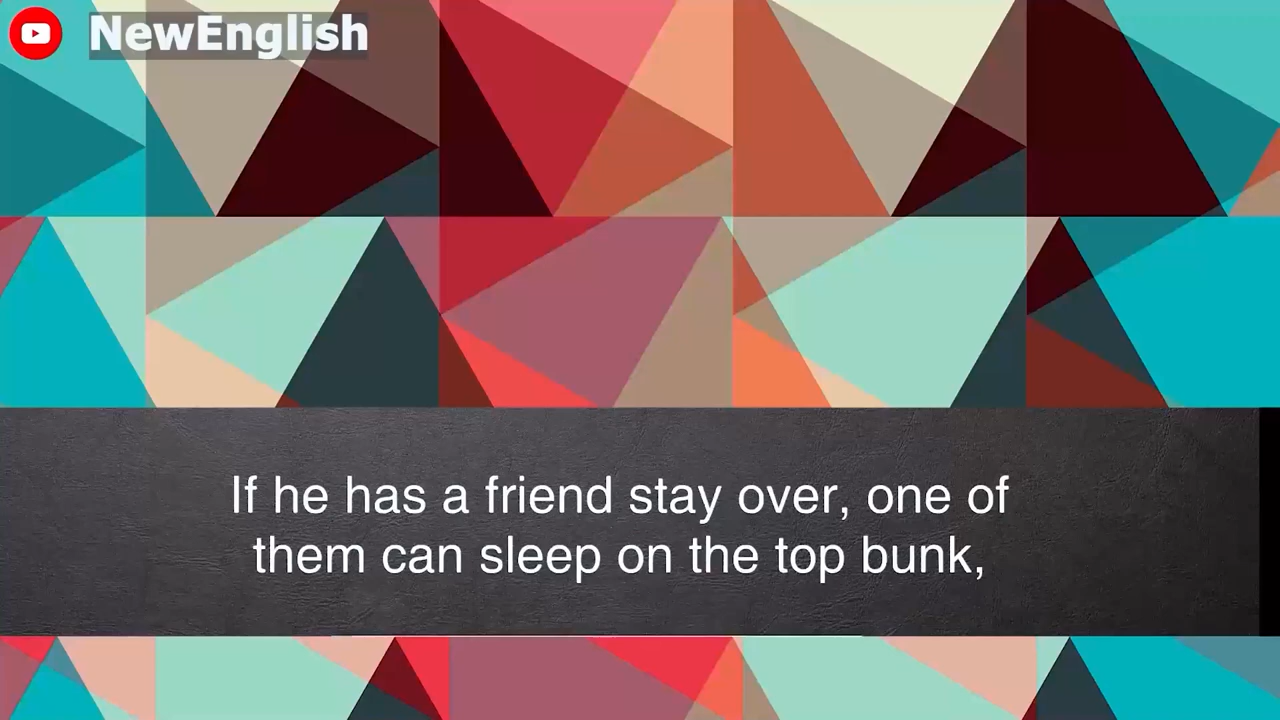 NewEnglish
If he has a friend stay over, one of
them can sleep on the top bunk,